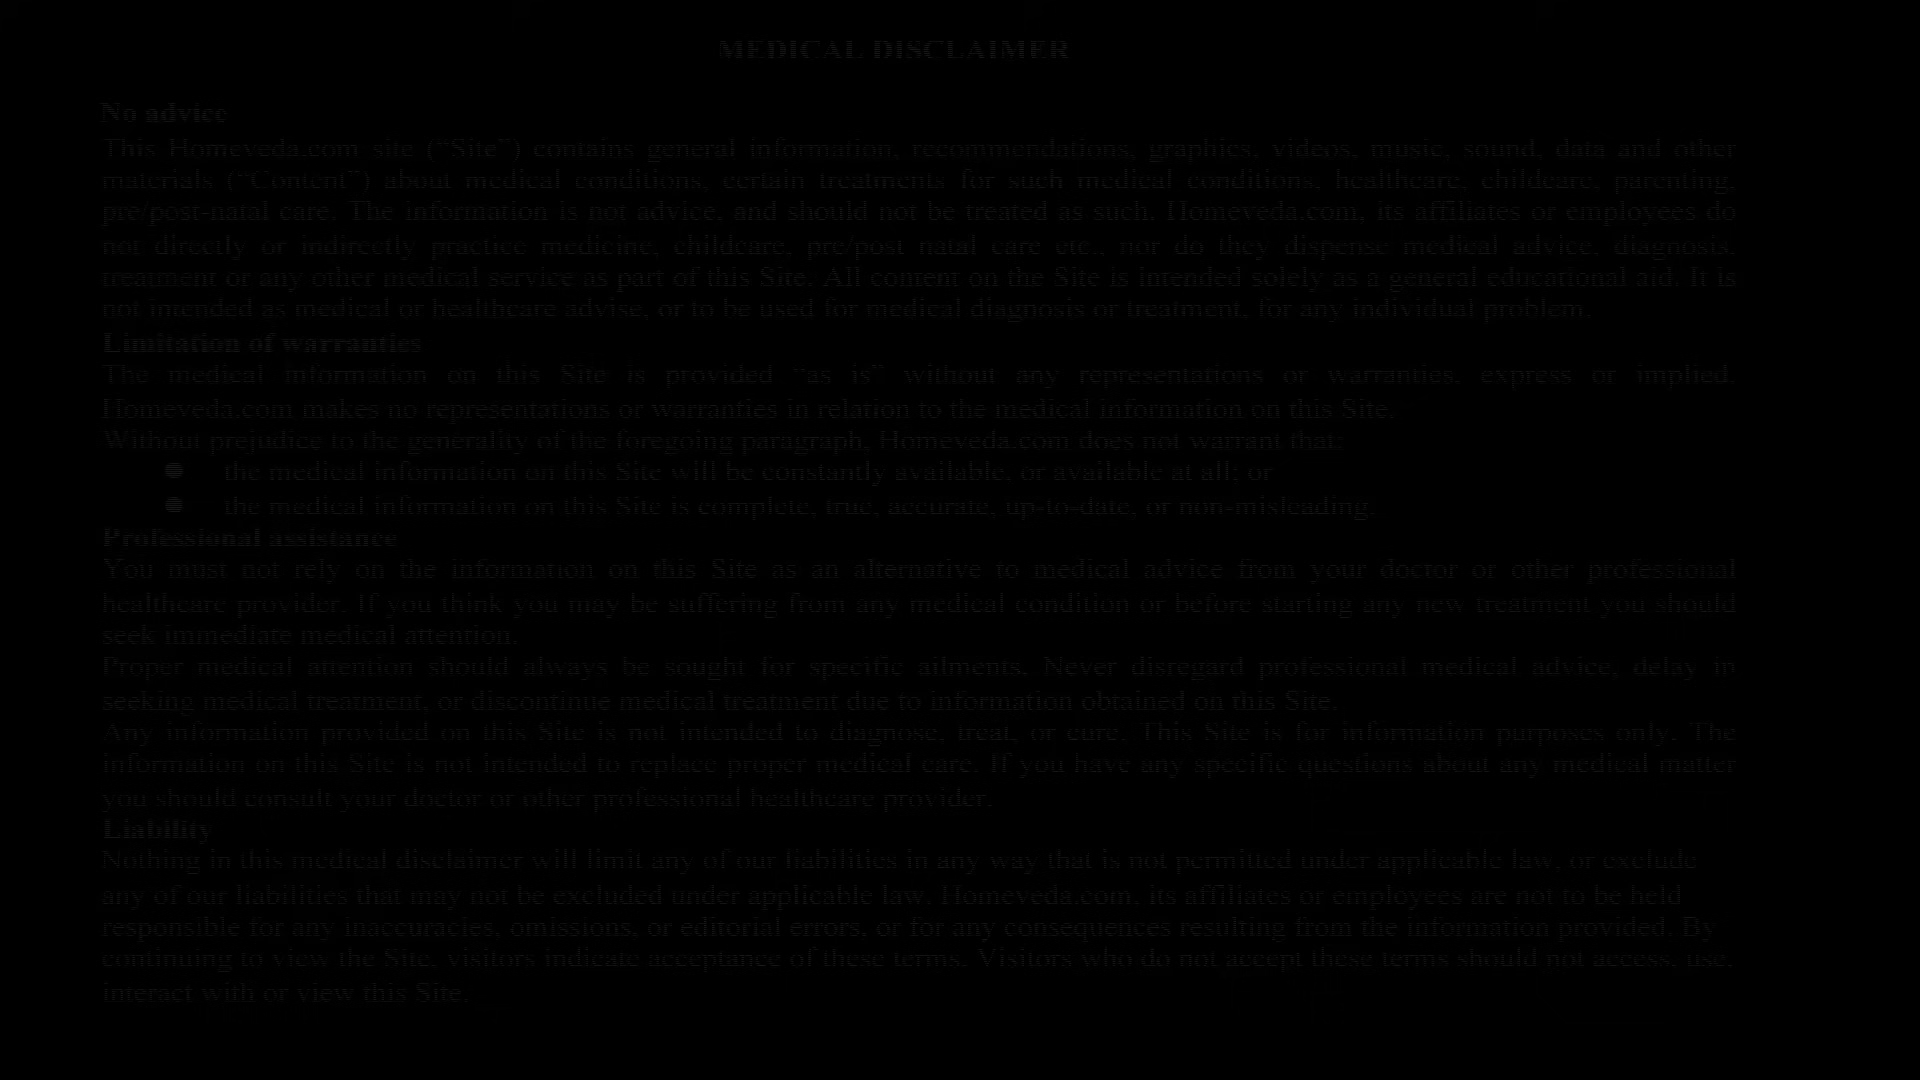 MEDICAL DISCLAIMER
No advice
This Homeveda.com site (“Site”) contains general information, recommendations, graphics, videos, music, sound, data and other
materials (“Content”) about medical conditions, certain treatments for such medical conditions, healthcare, childcare, parenting,
pre/post-natal care. The information is not advice, and should not be treated as such. Homeveda.com, its affiliates or employees do
not directly or indirectly practice medicine, childcare, pre/post natal care etc., nor do they dispense medical advice, diagnosis,
treatment or any other medical service as part of this Site. All content on the Site is intended solely as a general educational aid. It is
not intended as medical or healthcare advise, or to be used for medical diagnosis or treatment, for any individual problem.
Limitation of warranties
The medical information on this Site is provided “as is” without any representations or warranties, express or implied.
Homeveda.com makes no representations or warranties in relation to the medical information on this Site.
Without prejudice to the generality of the foregoing paragraph, Homeveda.com does not warrant that:
● the medical information on this Site will be constantly available, or available at all; or
● the medical information on this Site is complete, true, accurate, up-to-date, or non-misleading.
Professional assistance
You must not rely on the information on this Site as an alternative to medical advice from your doctor or other professional
healthcare provider. If you think you may be suffering from any medical condition or before starting any new treatment you should
seek immediate medical attention.
Proper medical attention should always be sought for specific ailments. Never disregard professional medical advice, delay in
seeking medical treatment, or discontinue medical treatment due to information obtained on this Site.
Any information provided on this Site is not intended to diagnose, treat, or cure. This Site is for information purposes only. The
information on this Site is not intended to replace proper medical care. If you have any specific questions about any medical matter
you should consult your doctor or other professional healthcare provider.
Liability
Nothing in this medical disclaimer will limit any of our liabilities in any way that is not permitted under applicable law, or exclude
any of our liabilities that may not be excluded under applicable law. Homeveda.com, its affiliates or employees are not to be held
responsible for any inaccuracies, omissions, or editorial errors, or for any consequences resulting from the information provided. By
continuing to view the Site, visitors indicate acceptance of these terms. Visitors who do not accept these terms should not access, use,
interact with or view this Site.